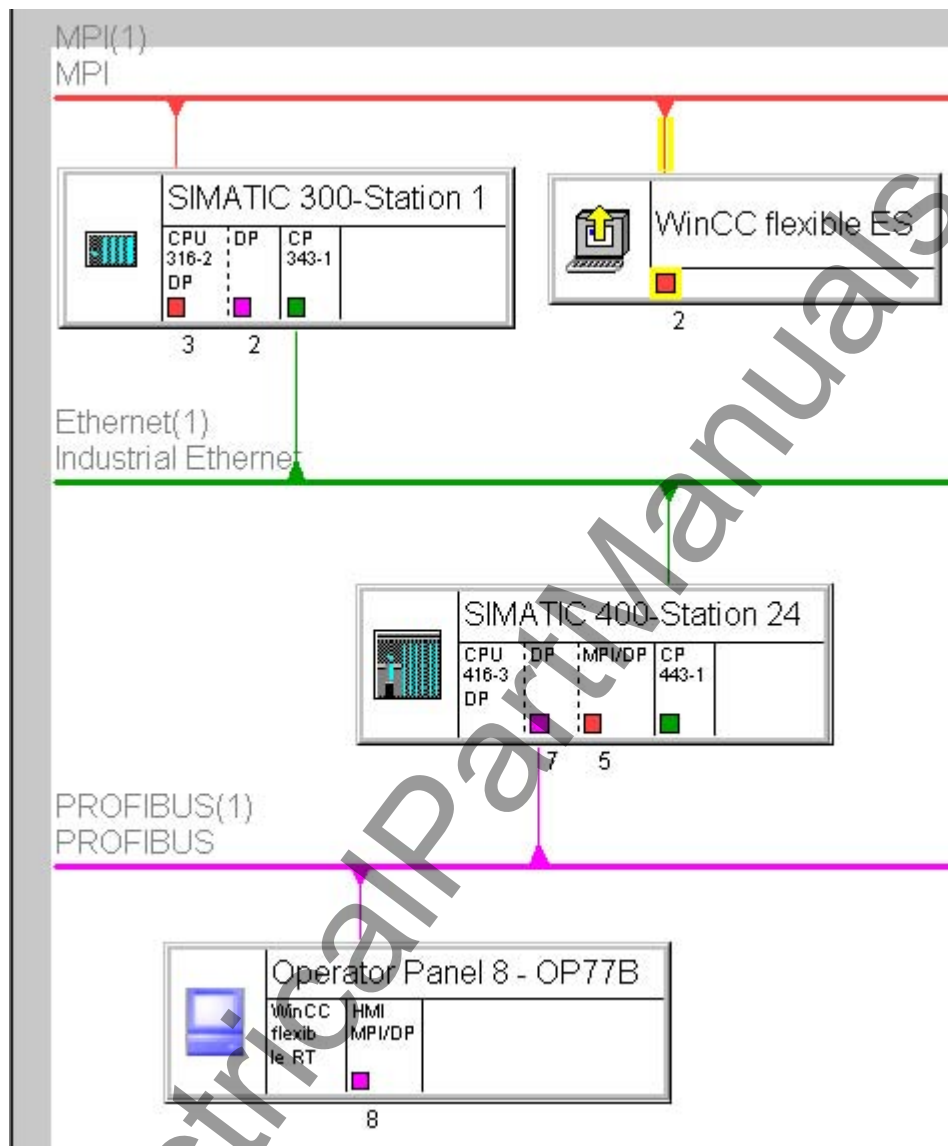 MPI(1)
MPI
SIMATIC 300-Station 1
CPU
316-2
DP
DP
CP
343-1
3
2
WinCC flexible ES
2
Ethernet(1)
Industrial Ethernet
SIMATIC 400-Station 24
CPU
416-3
DP
DP
MPI/DP
CP
443-1
7
5
PROFIBUS(1)
PROFIBUS
Operator Panel 8 - OP77B
WinCC
flexib
le RT
HMI
MPI/DP
8
ectricalPartManuals